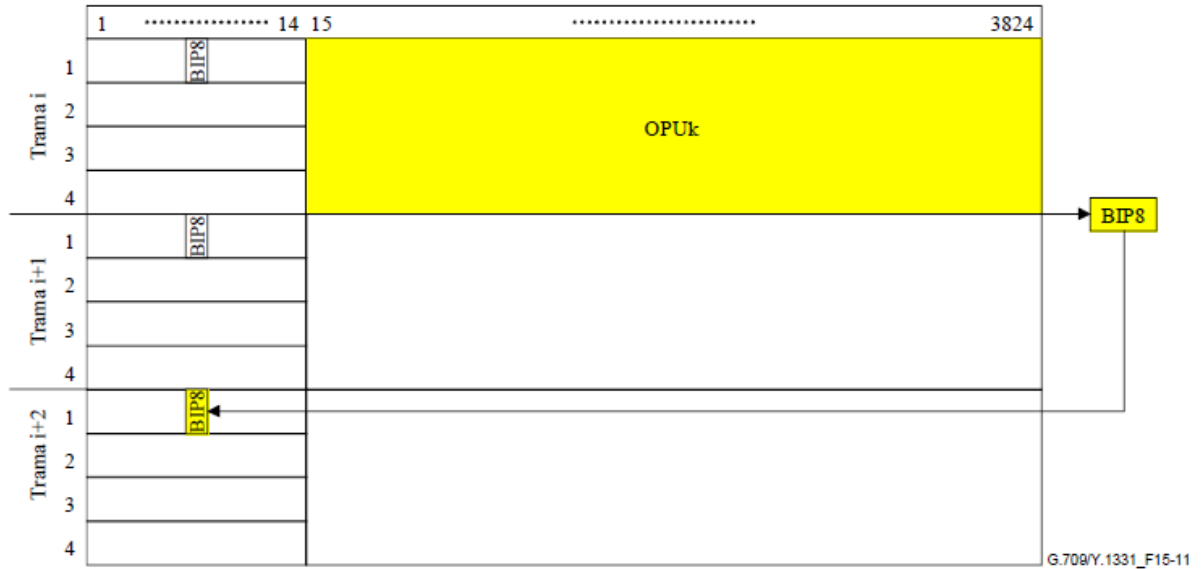 1 ................. 14 15 ........................ 3824
Trama i
1 BIP8
2
3
4
OPUk
BIP8
Trama i+1
1 BIP8
2
3
4
Trama i+2
1 BIP8
2
3
4
G.709/Y.1331_F15-11